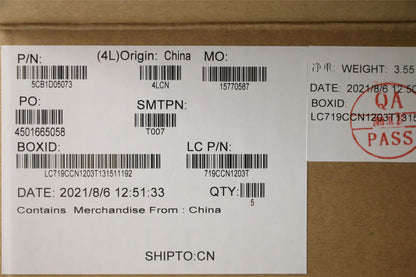 P/N:
5CB1D05073
(4L)Origin: China
4LCN
MO:
15770587
PO:
4501665058
SMTPN:
T007
BOXID:
LC719CCN1203T131511192
LC P/N:
719CCN1203T
DATE: 2021/8/6 12:51:33
QTY:
5
Contains Merchandise From : China
SHIPTO:CN
净重: WEIGHT: 3.55
DATE: 2021/8/6 12:50
BOXID:
LC719CCN1203T1315
QA
PASS